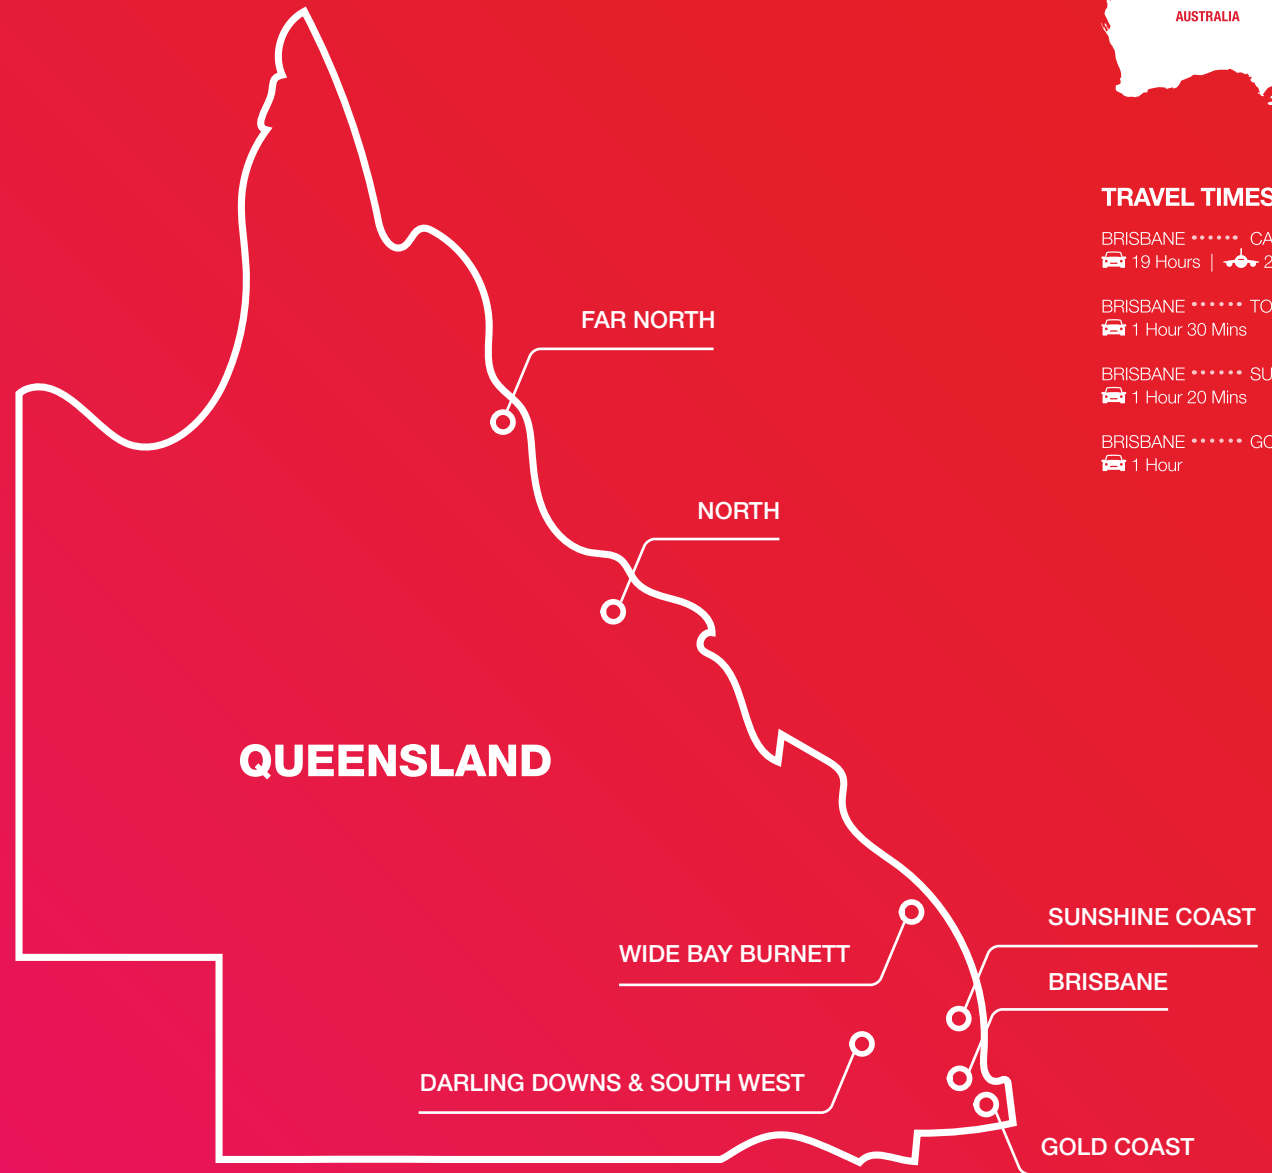 AUSTRALIA
TRAVEL TIMES
BRISBANE ······
19 Hours |
BRISBANE ······
1 Hour 30 Mins
BRISBANE ······
1 Hour 20 Mins
BRISBANE ······
1 Hour
FAR NORTH
NORTH
QUEENSLAND
SUNSHINE COAST
WIDE BAY BURNETT
BRISBANE
DARLING DOWNS & SOUTH WEST
GOLD COAST